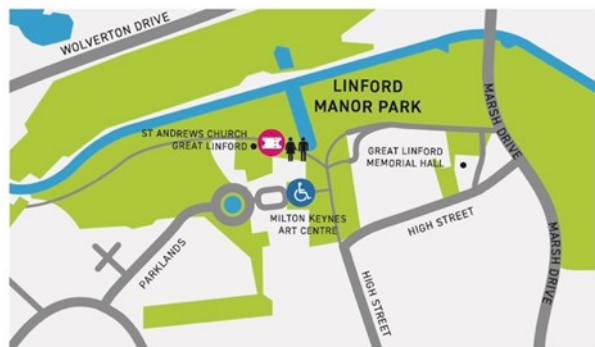 WOLVERTON DRIVE
LINFORD
MANOR PARK
MARSH DRIVE
ST ANDREWS CHURCH
GREAT LINFORD
GREAT LINFORD
MEMORIAL HALL
MILTON KEYNES
ART CENTRE
HIGH STREET
PARKLANDS
HIGH STREET
MARSH DRIVE